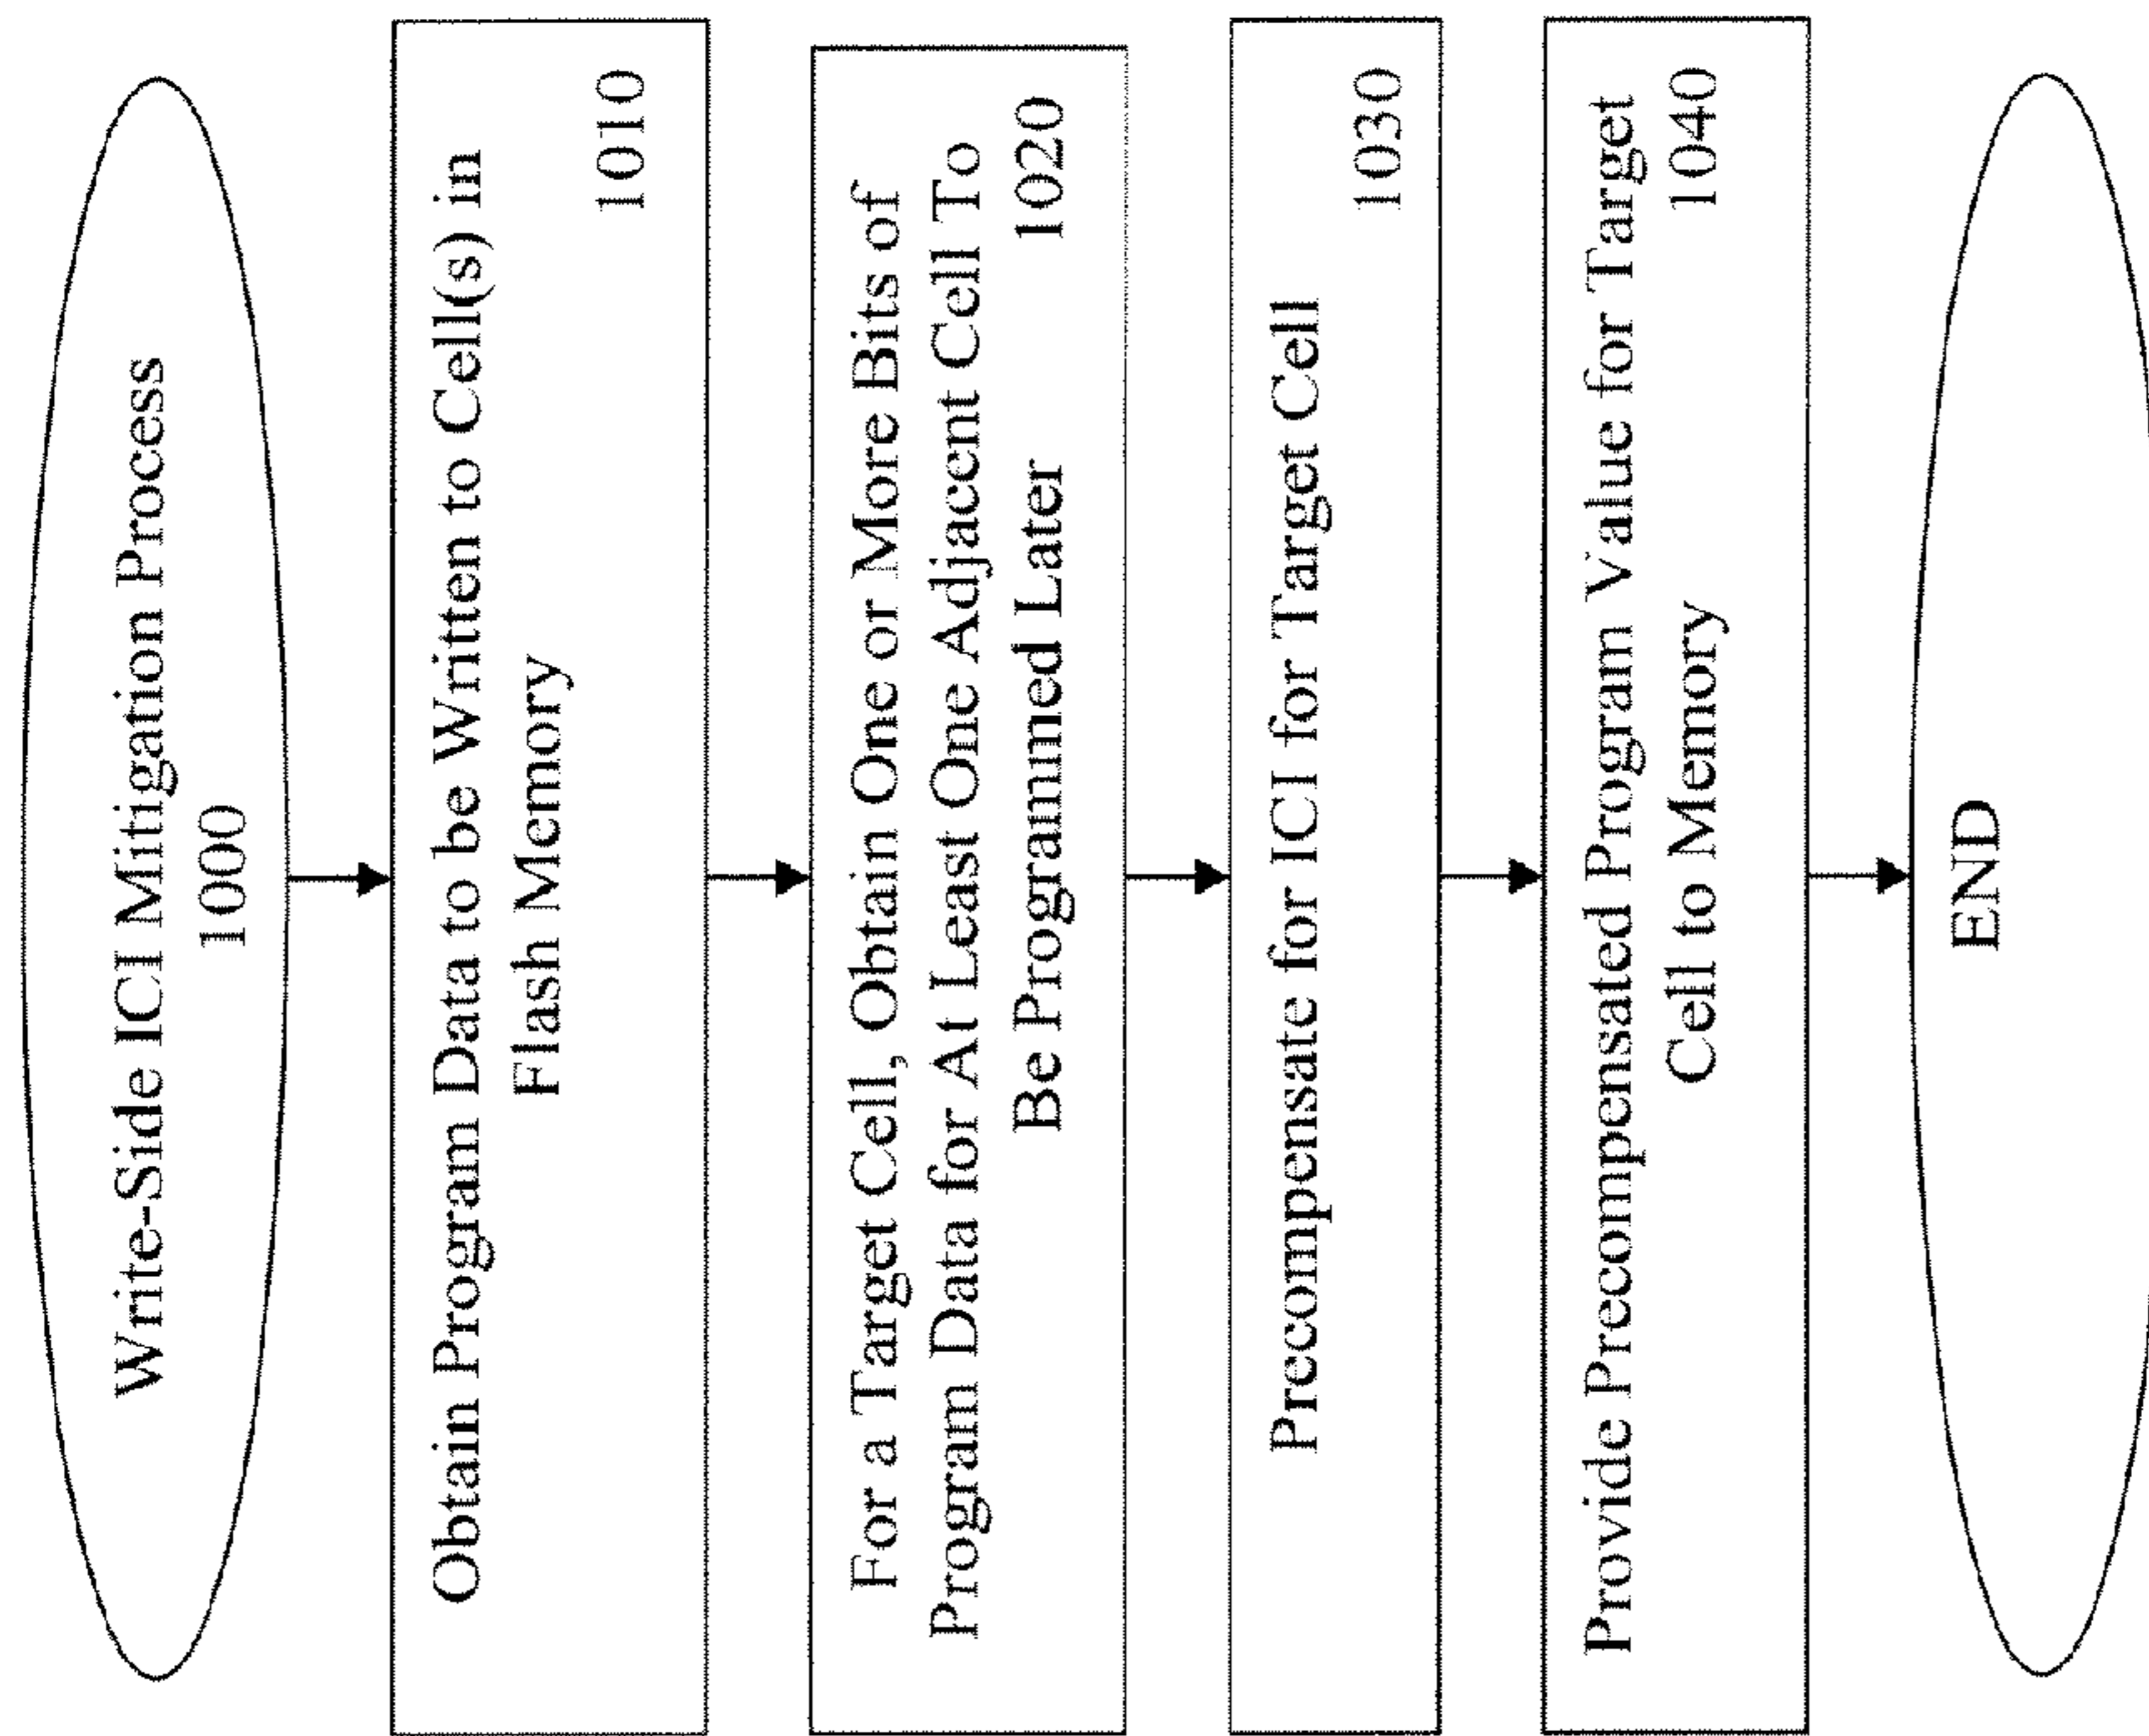 Write-Side ICI Mitigation Process
1000
Obtain Program Data to be Written to Cell(s) in
Flash Memory
1010
For a Target Cell, Obtain One or More Bits of
Program Data for At Least One Adjacent Cell To
Be Programmed Later 1020
Precompensate for ICI for Target Cell
1030
Provide Precompensated Program Value for Target
Cell to Memory 1040
END